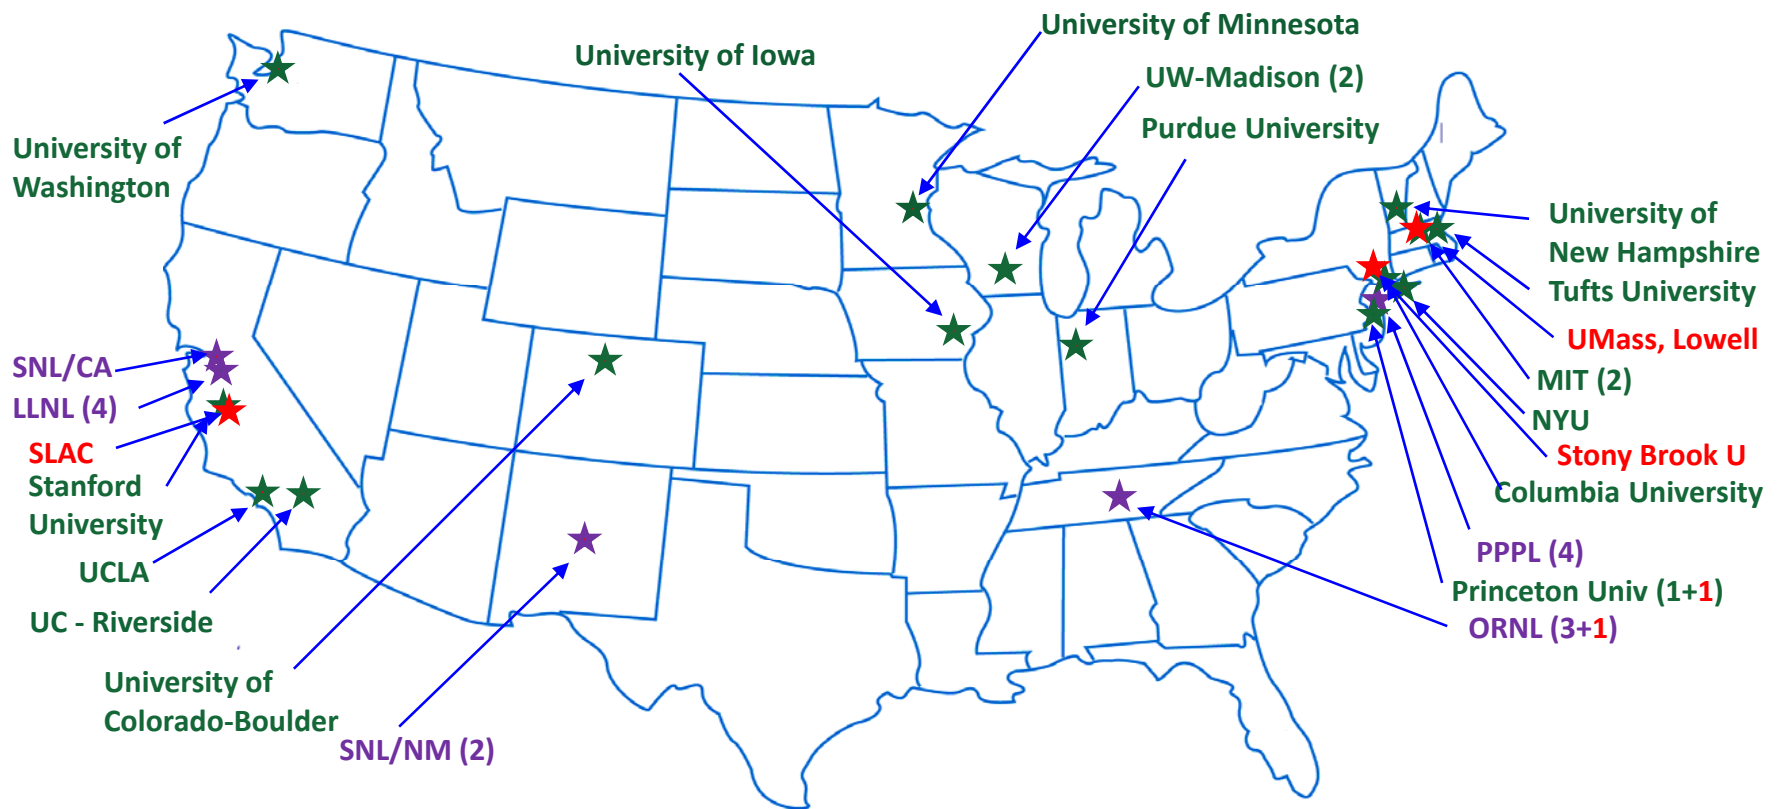 University of Minnesota
University of Iowa
UW-Madison (2)
Purdue University
University of
Washington
University of
New Hampshire
Tufts University
UMass, Lowell
SNL/CA
MIT (2)
LLNL (4)
NYU
SLAC
Stony Brook U
Stanford
University
Columbia University
UCLA
PPPL (4)
Princeton Univ (1+1)
UC - Riverside
ORNL (3+1)
University of
Colorado-Boulder
SNL/NM (2)